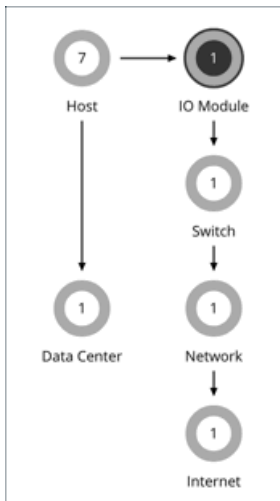 7
1
Host
IO Module
1
Switch
1
1
Data Center
Network
1
Internet